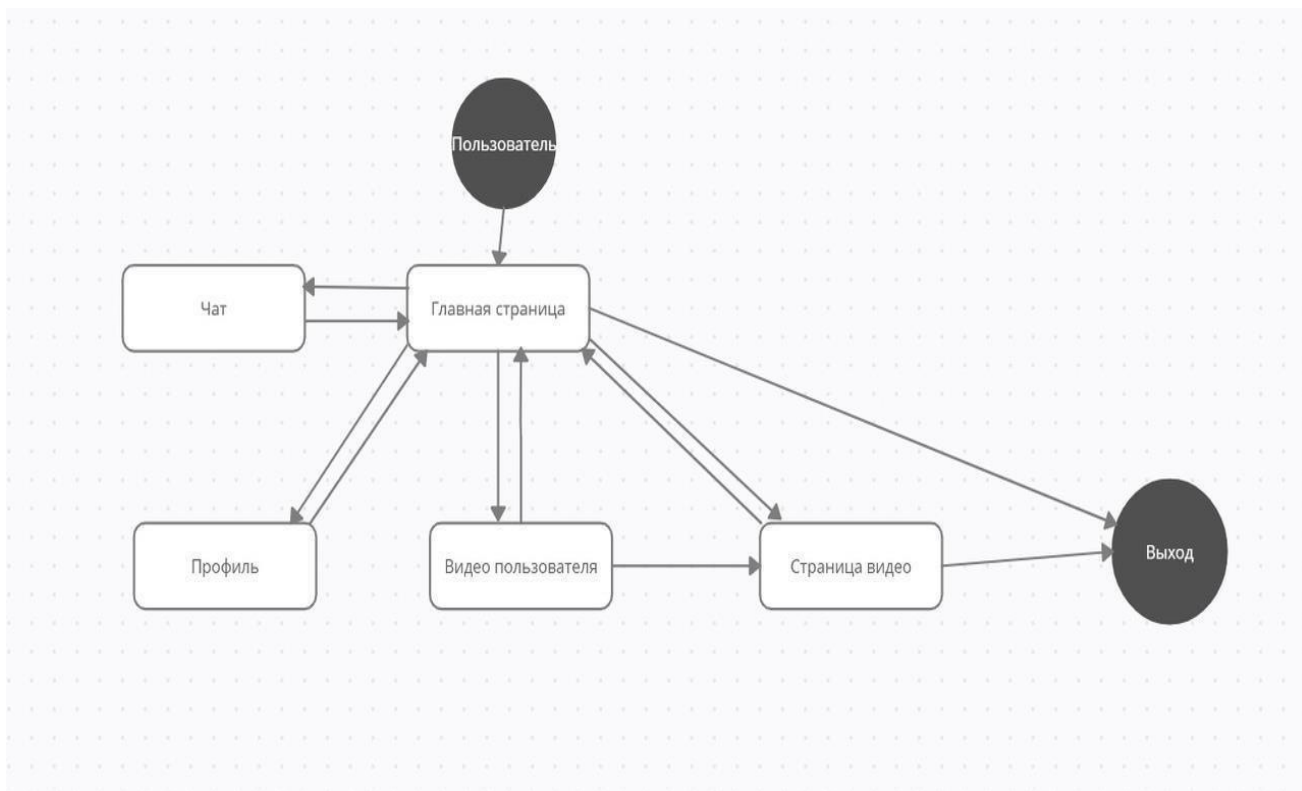 Пользователь
Чат
Главная страница
Профиль
Видео пользователя
Страница видео
Выход